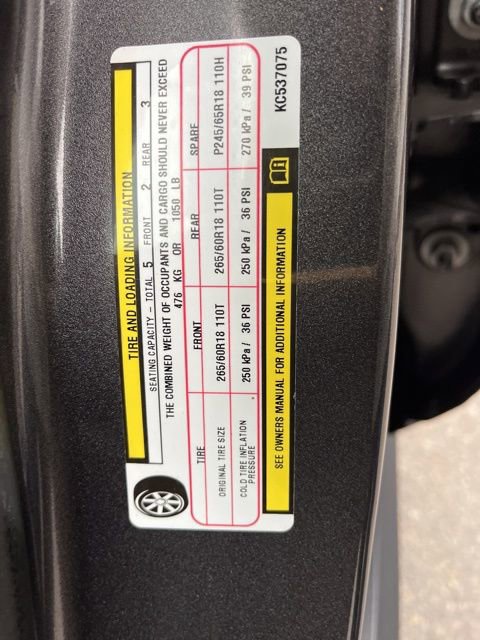 TIRE AND LOADING INFORMATION
SEATING CAPACITY – TOTAL 5 FRONT 2 REAR 3
THE COMBINED WEIGHT OF OCCUPANTS AND CARGO SHOULD NEVER EXCEED
476 KG OR 1050 LB
TIRE FRONT REAR SPARE
ORIGINAL TIRE SIZE 265/60R18 110T 265/60R18 110T P245/65R18 110H
COLD TIRE INFLATION
PRESSURE 250 kPa / 36 PSI 250 kPa / 36 PSI 270 kPa / 39 PSI
SEE OWNERS MANUAL FOR ADDITIONAL INFORMATION
KC537075